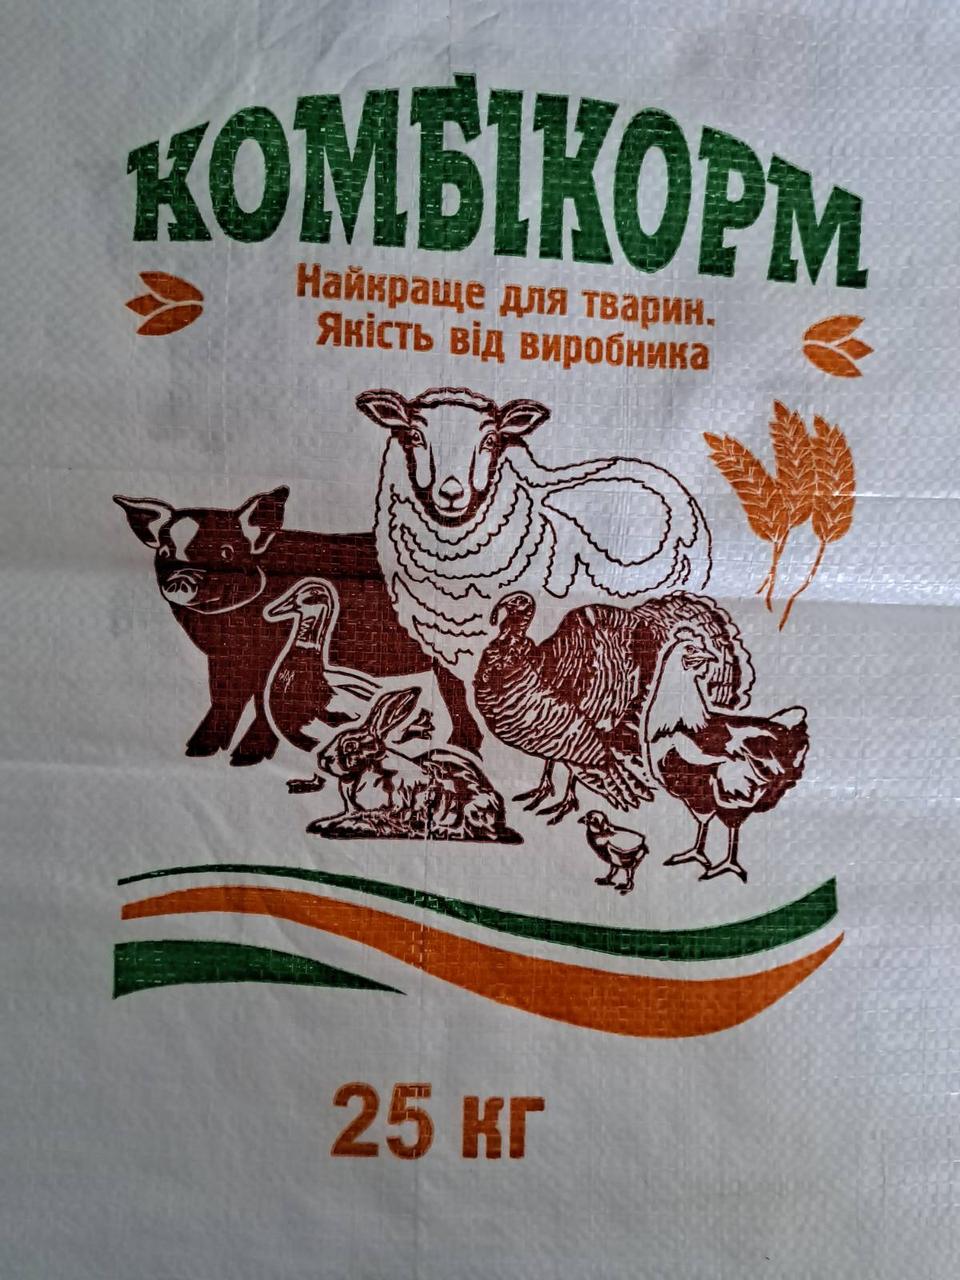 КОМБІКОРМ
Найкраще для тварин.
Якість від виробника
25 кг